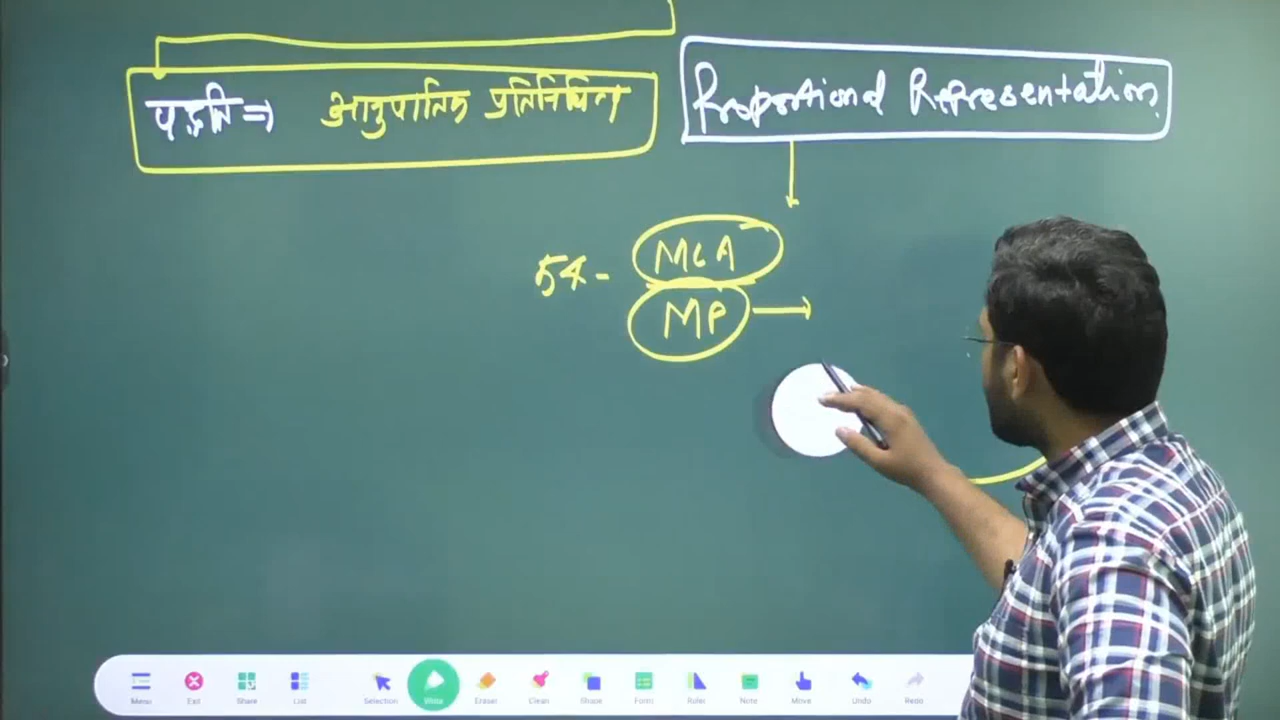 पद्धति⇒ आनुपातिक प्रतिनिधित्व Proportional Representation
54- MLA
MP →
Menu Exit Share List Selection Write Eraser Clean Shape Form Ruler Note Move Undo Redo